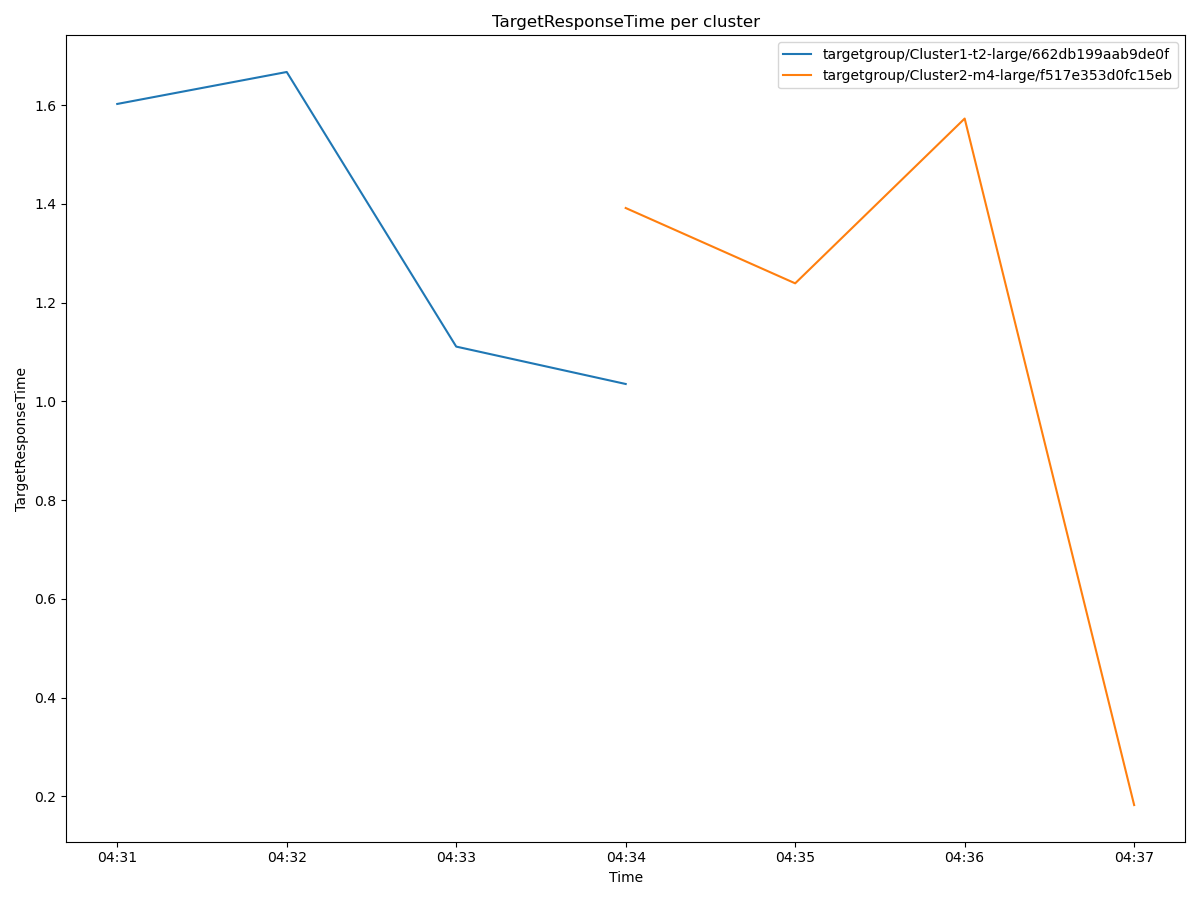 TargetResponseTime per cluster
targetgroup/Cluster1-t2-large/662db199aab9de0f
targetgroup/Cluster2-m4-large/f517e353d0fc15eb
TargetResponseTime
1.6
1.4
1.2
1.0
0.8
0.6
0.4
0.2
04:31 04:32 04:33 04:34 04:35 04:36 04:37
Time